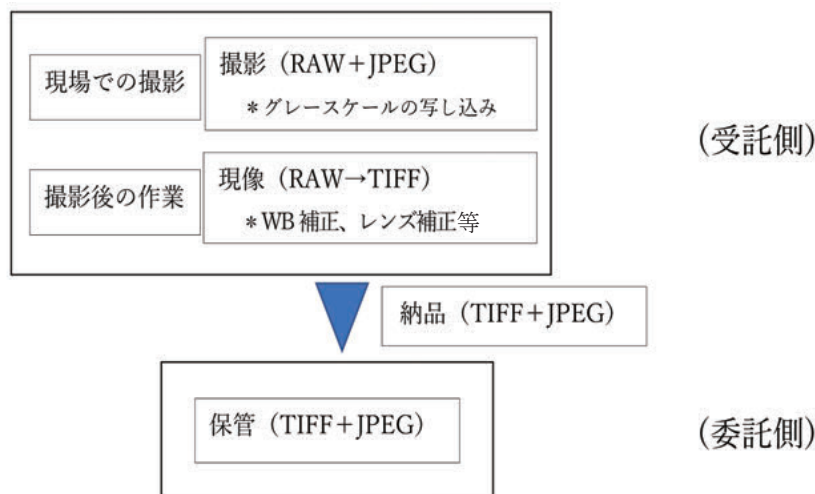 現場での撮影
撮影（RAW＋JPEG）
＊グレースケールの写し込み
(受託側)
撮影後の作業
現像（RAW→TIFF）
＊WB 補正、レンズ補正等
納品（TIFF＋JPEG）
保管（TIFF＋JPEG）
(委託側)